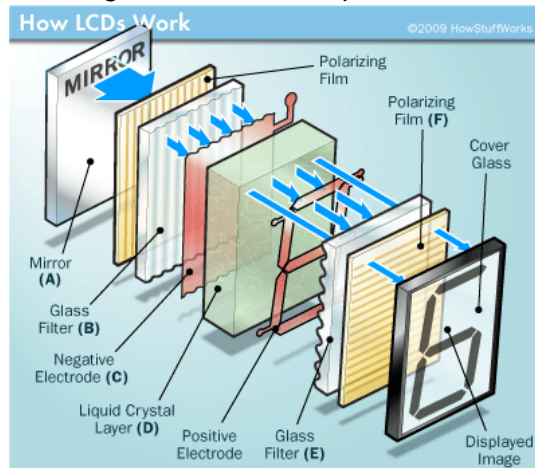 How LCDs Work
©2009 HowStuffWorks
MIRROR
Polarizing
Film
Polarizing
Film (F)
Cover
Glass
Mirror
(A)
Glass
Filter (B)
Negative
Electrode (C)
Liquid Crystal
Layer (D)
Positive
Electrode
Glass
Filter (E)
Displayed
Image
6